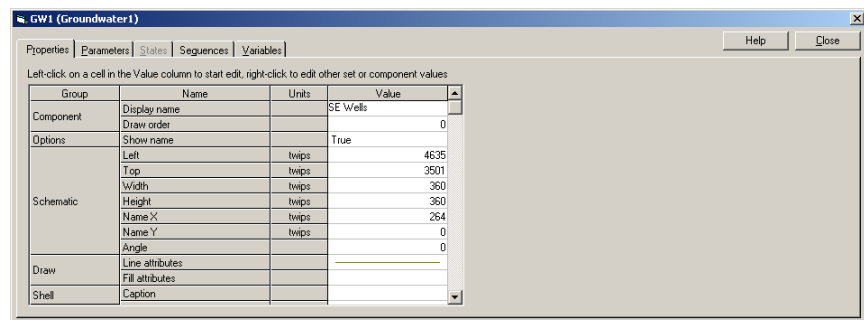 GW1 (Groundwater1)
Properties Parameters States Sequences Variables Help Close
Left-click on a cell in the Value column to start edit, right-click to edit other set or component values
Group Name Units Value
Component Display name SE Wells
Draw order 0
Options Show name True
Schematic Left twips 4635
Top twips 3501
Width twips 360
Height twips 360
Name X twips 264
Name Y twips 0
Angle 0
Draw Line attributes
Fill attributes
Shell Caption